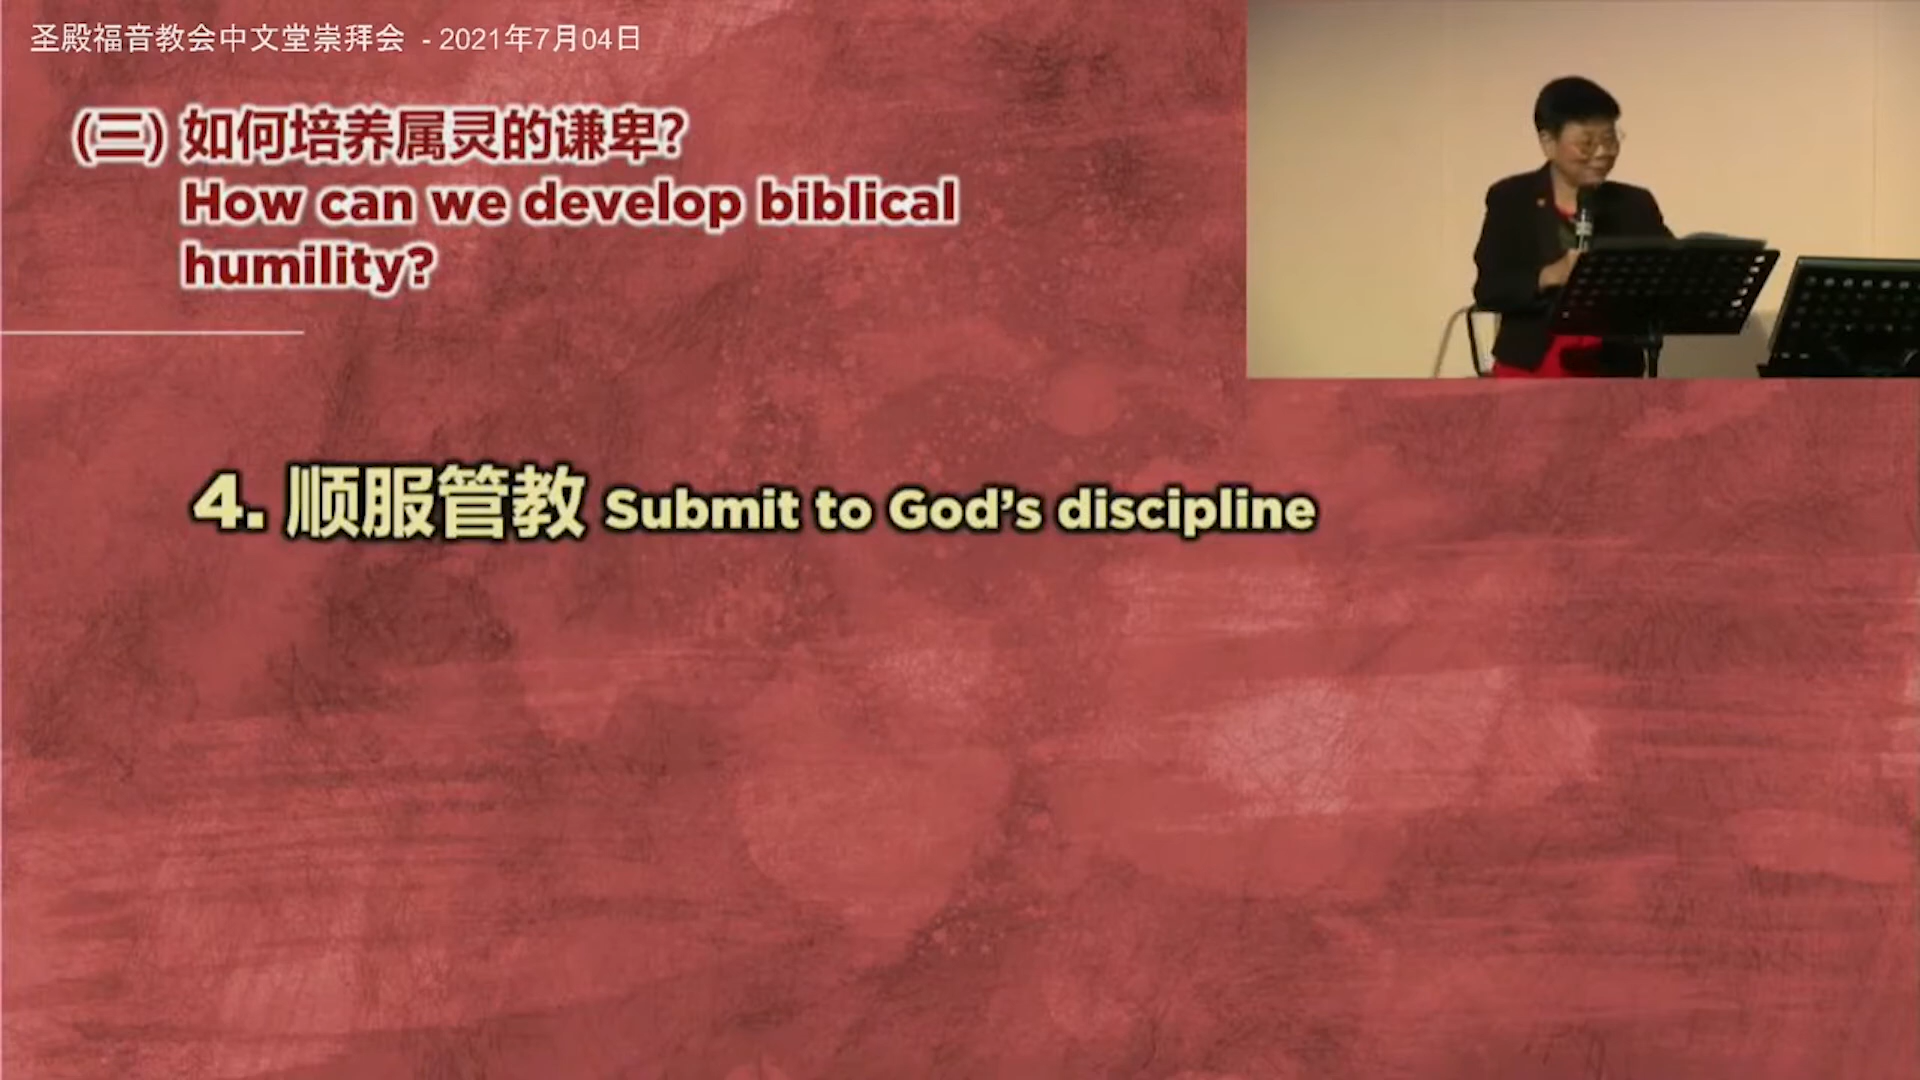 圣殿福音教会中文堂崇拜会 - 2021年7月04日
(三) 如何培养属灵的谦卑?
How can we develop biblical
humility?
4. 顺服管教 Submit to God's discipline